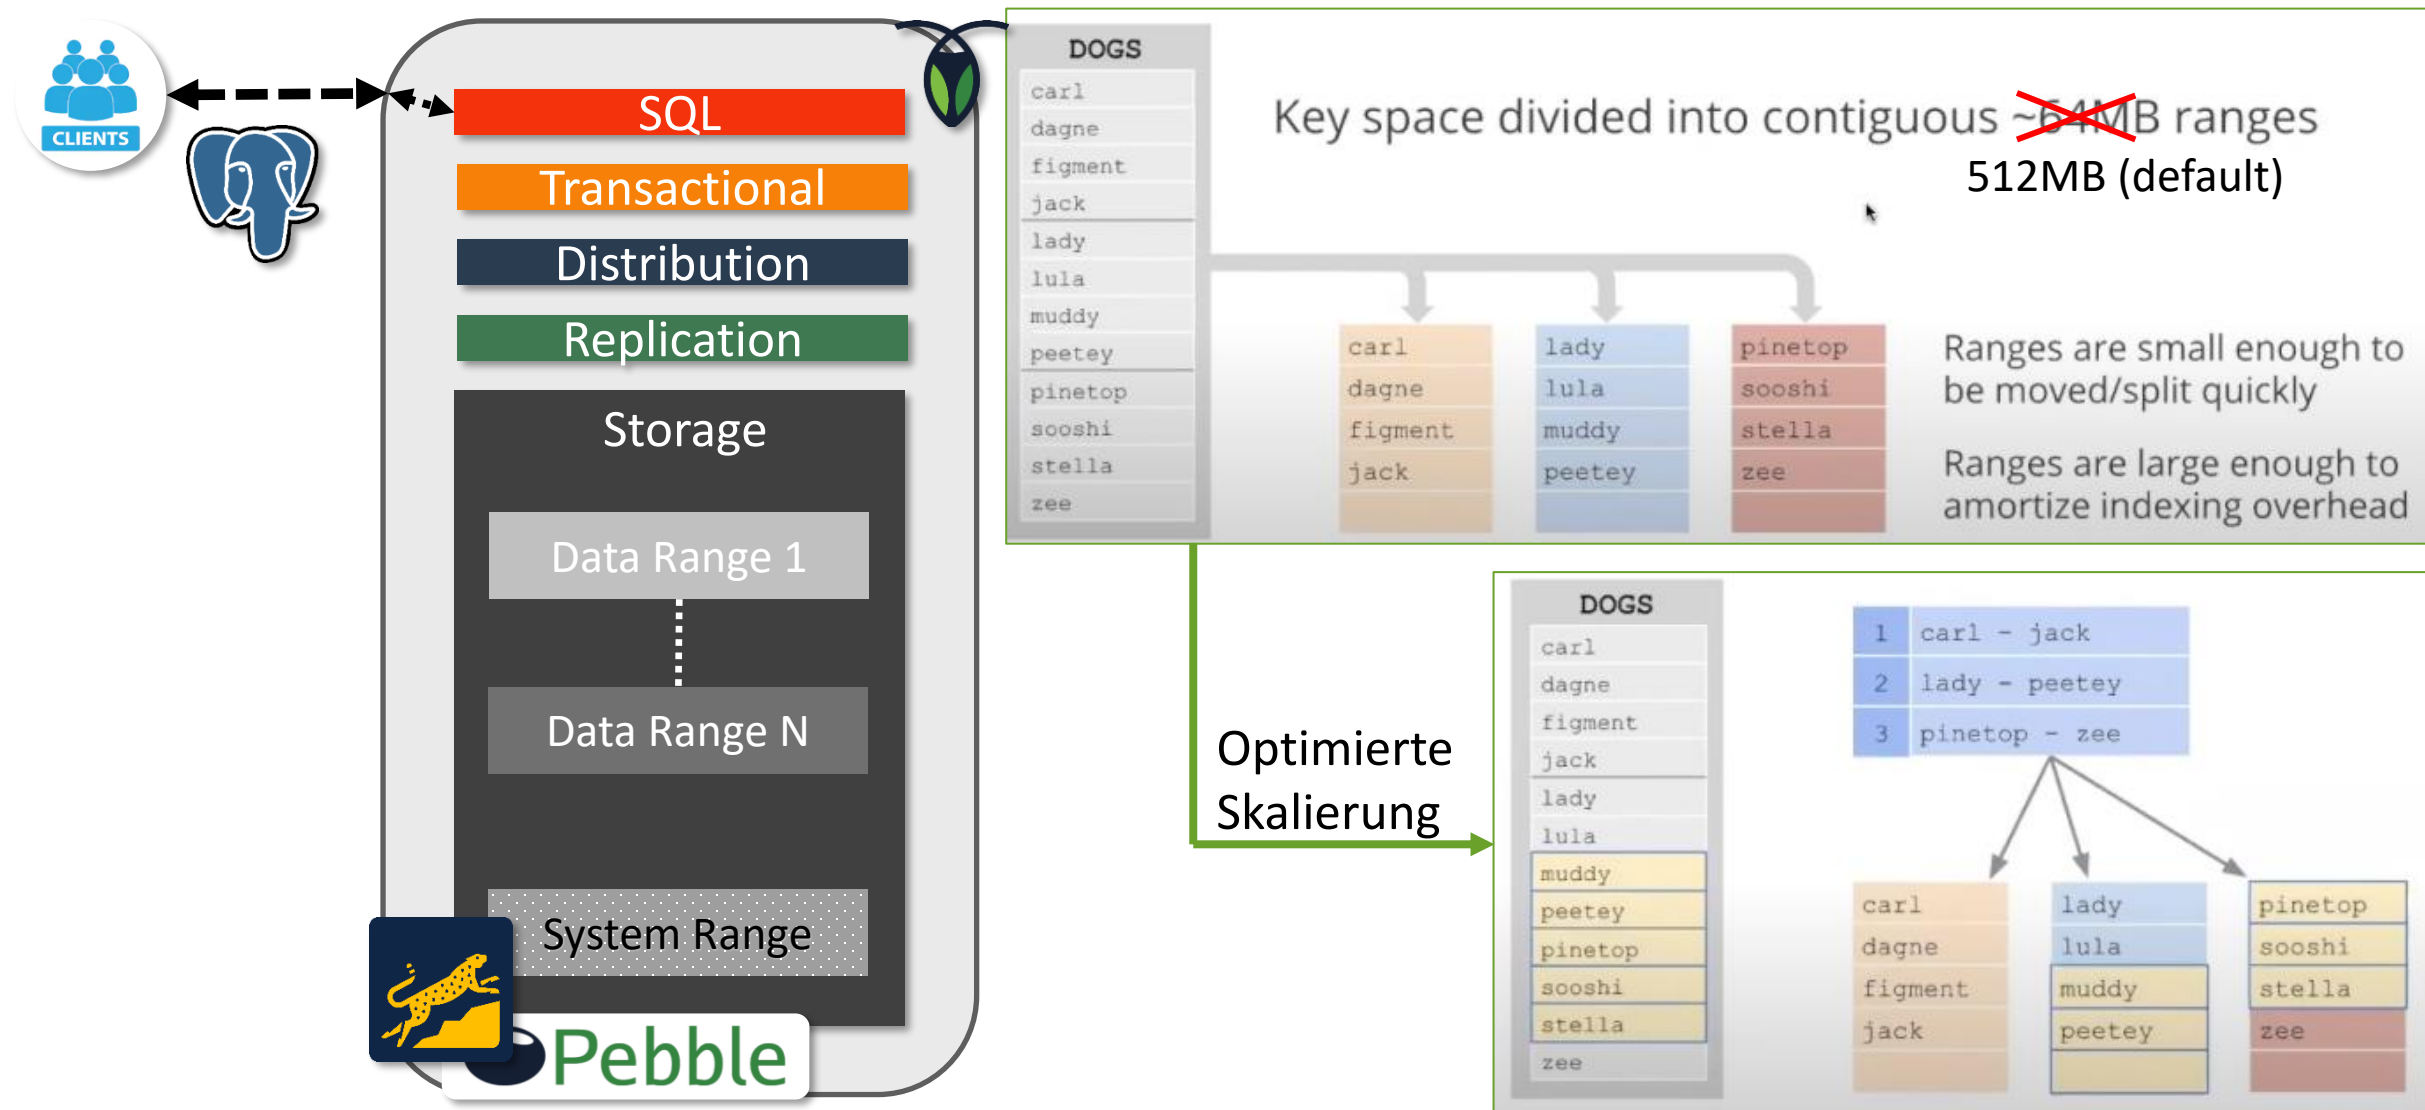 CLIENTS
SQL
Transactional
Distribution
Replication
Storage
Data Range 1
Data Range N
System Range
Pebble
DOGS
carl
dagne
figment
jack
lady
lula
muddy
peetey
pinetop
sooshi
stella
zee
Key space divided into contiguous ~64MB ranges
512MB (default)
carl
dagne
figment
jack
lady
lula
muddy
peetey
pinetop
sooshi
stella
zee
Ranges are small enough to
be moved/split quickly
Ranges are large enough to
amortize indexing overhead
Optimierte
Skalierung
DOGS
carl
dagne
figment
jack
lady
lula
muddy
peetey
pinetop
sooshi
stella
zee
1 carl - jack
2 lady - peetey
3 pinetop - zee
carl
dagne
figment
jack
lady
lula
muddy
peetey
pinetop
sooshi
stella
zee